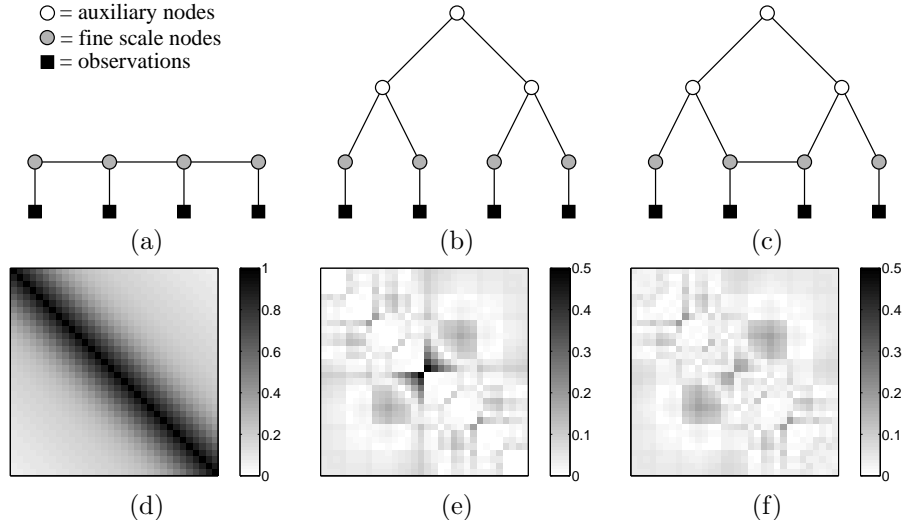 = auxiliary nodes
= fine scale nodes
= observations
(a)
(b)
(c)
1
0.8
0.6
0.4
0.2
0
0.5
0.4
0.3
0.2
0.1
0
0.5
0.4
0.3
0.2
0.1
0
(d)
(e)
(f)